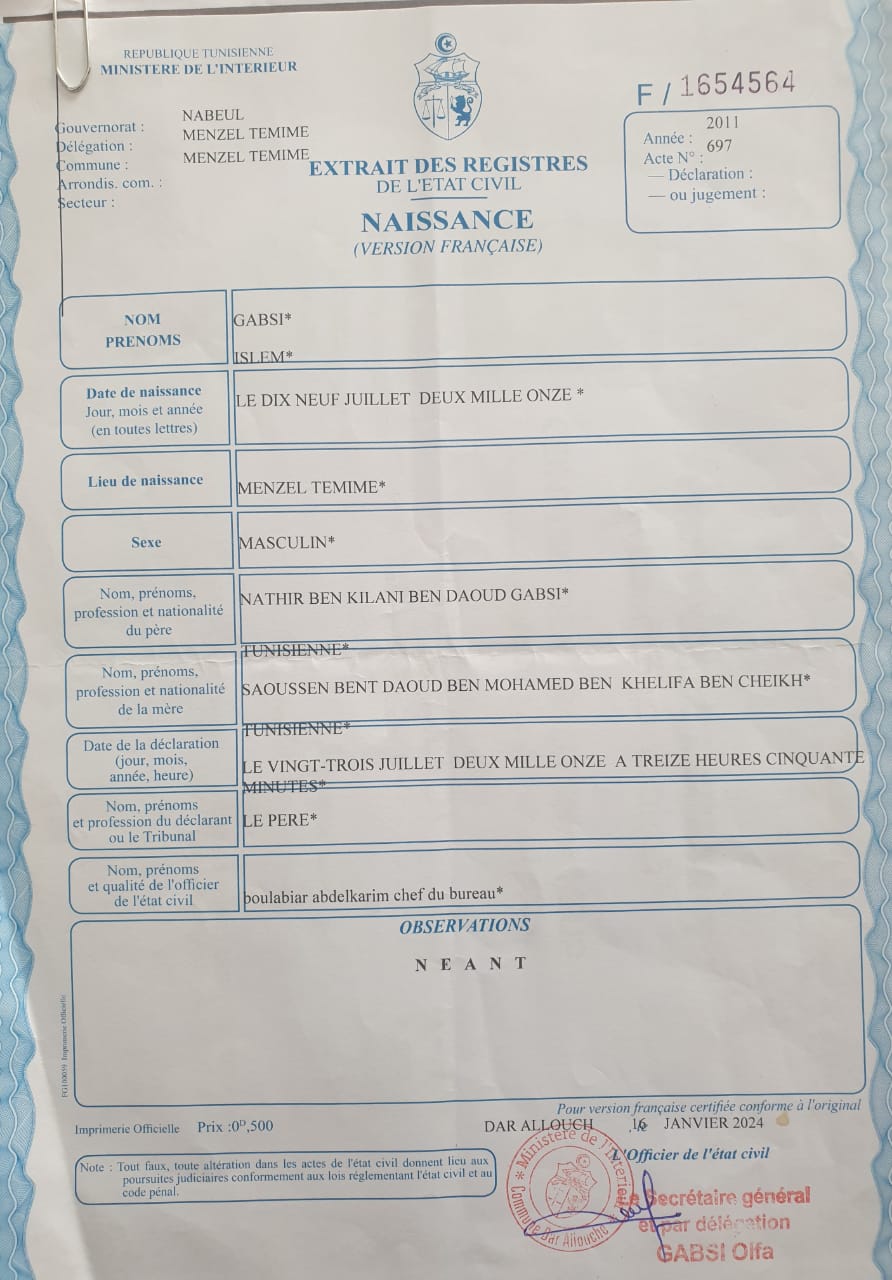 REPUBLIQUE TUNISIENNE
MINISTERE DE L'INTERIEUR
F / 1654564
Gouvernorat : NABEUL
Délégation : MENZEL TEMIME
Commune : MENZEL TEMIME
Arrondis. com. :
Secteur :
2011
Année :
697
Acte N° :
— Déclaration :
— ou jugement :
EXTRAIT DES REGISTRES
DE L'ETAT CIVIL
NAISSANCE
(VERSION FRANÇAISE)
NOM
PRENOMS
GABSI*
ISLEM*
Date de naissance
Jour, mois et année
(en toutes lettres)
LE DIX NEUF JUILLET DEUX MILLE ONZE *
Lieu de naissance
MENZEL TEMIME*
Sexe
MASCULIN*
Nom, prénoms,
profession et nationalité
du père
NATHIR BEN KILANI BEN DAOUD GABSI*
TUNISIENNE*
Nom, prénoms,
profession et nationalité
de la mère
SAOUSSEN BENT DAOUD BEN MOHAMED BEN KHELIFA BEN CHEIKH*
TUNISIENNE*
Date de la déclaration
(jour, mois,
année, heure)
LE VINGT-TROIS JUILLET DEUX MILLE ONZE A TREIZE HEURES CINQUANTE
MINUTES*
Nom, prénoms
et profession du déclarant
ou le Tribunal
LE PERE*
Nom, prénoms
et qualité de l'officier
de l'état civil
boulabiar abdelkarim chef du bureau*
OBSERVATIONS
N E A N T
Imprimerie Officielle
Pour version française certifiée conforme à l'original
Imprimerie Officielle Prix :0ᴰ,500
DAR ALLOUCH ,le 16 JANVIER 2024
L'Officier de l'état civil
Note : Tout faux, toute altération dans les actes de l'état civil donnent lieu aux
poursuites judiciaires conformement aux lois réglementant l'état civil et au
code pénal.
* Ministère de l'Interieur * Commune Dar Allouche
Le Secrétaire général
et par délégation
GABSI Olfa